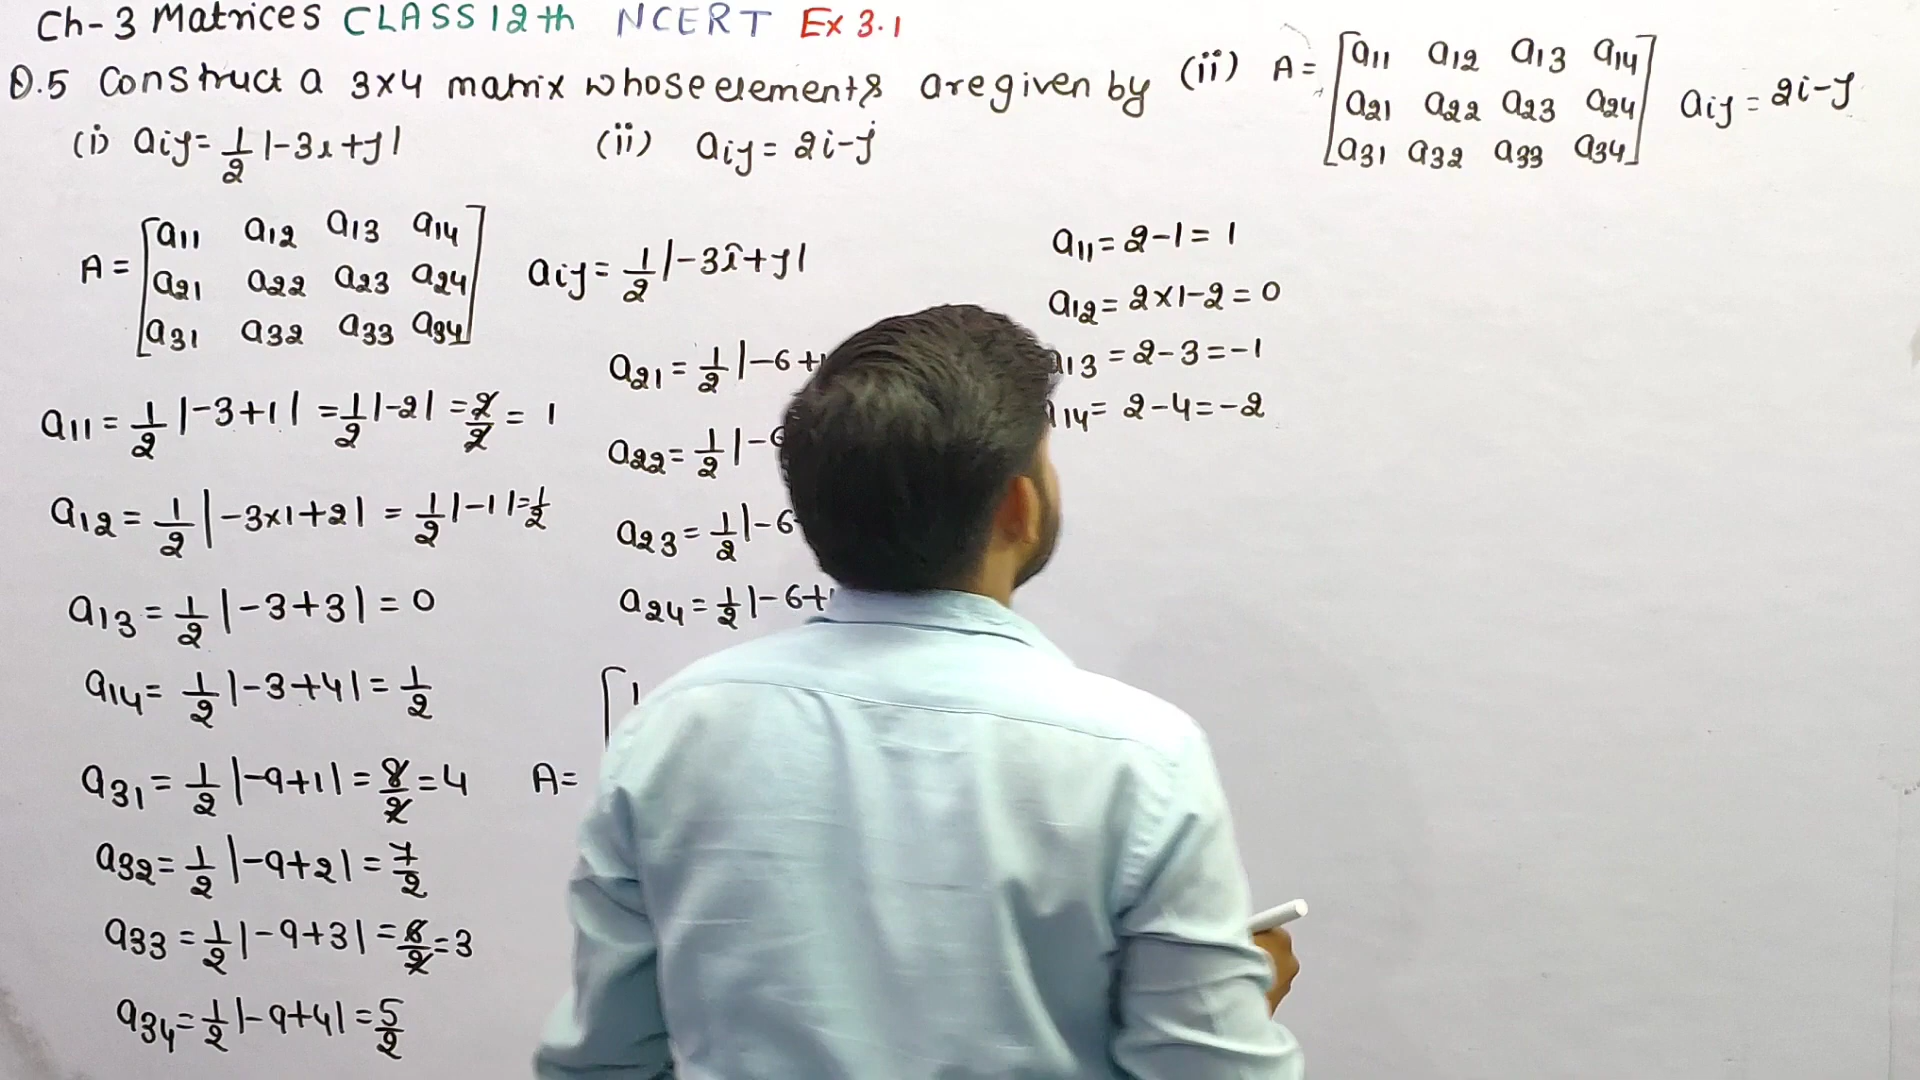 Ch-3 Matrices CLASS 12th NCERT Ex 3.1
Q.5 Construct a 3×4 matrix whose elements are given by
(i) aij = 1/2 |-3i+j|
(ii) aij = 2i-j
A = [a11 a12 a13 a14
a21 a22 a23 a24
a31 a32 a33 a34]
aij = 1/2 |-3i+j|
a11 = 1/2 |-3+1| = 1/2 |-2| = 2/2 = 1
a12 = 1/2 |-3×1+2| = 1/2 |-1| = 1/2
a13 = 1/2 |-3+3| = 0
a14 = 1/2 |-3+4| = 1/2
a31 = 1/2 |-9+1| = 8/2 = 4
a32 = 1/2 |-9+2| = 7/2
a33 = 1/2 |-9+3| = 6/2 = 3
a34 = 1/2 |-9+4| = 5/2
a21 = 1/2 |-6+
a22 = 1/2 |-6
a23 = 1/2 |-6
a24 = 1/2 |-6+
A = [1
(ii) A = [a11 a12 a13 a14
a21 a22 a23 a24
a31 a32 a33 a34]
aij = 2i-j
a11 = 2-1 = 1
a12 = 2×1-2 = 0
a13 = 2-3 = -1
14 = 2-4 = -2